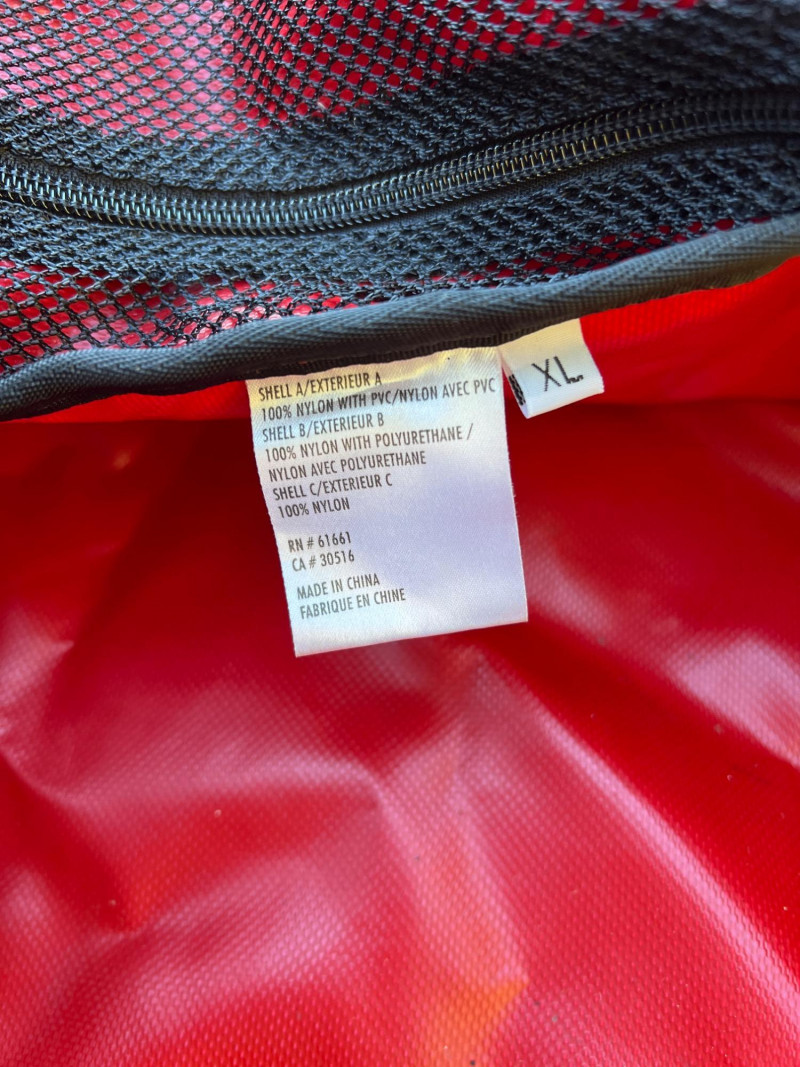 SHELL A/EXTERIEUR A
100% NYLON WITH PVC/NYLON AVEC PVC
SHELL B/EXTERIEUR B
100% NYLON WITH POLYURETHANE /
NYLON AVEC POLYURETHANE
SHELL C/EXTERIEUR C
100% NYLON
RN # 61661
CA # 30516
MADE IN CHINA
FABRIQUE EN CHINE
XL